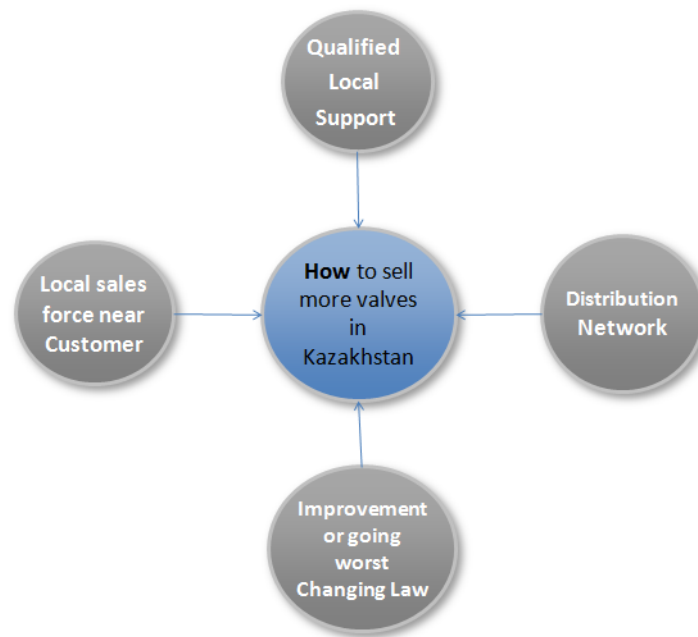 Qualified
Local
Support
Local sales
force near
Customer
How to sell
more valves
in
Kazakhstan
Distribution
Network
Improvement
or going
worst
Changing Law